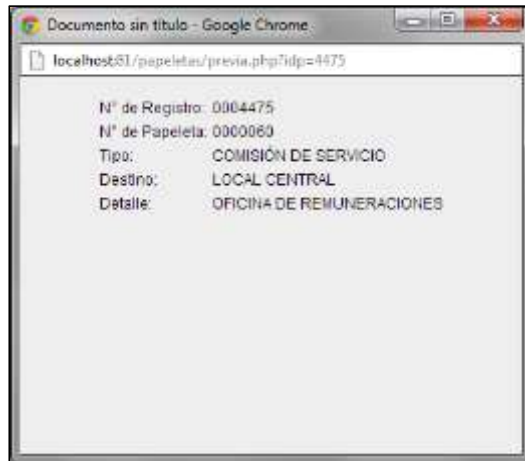 Documento sin título - Google Chrome
localhost:81/papeletas/previa.php?idp=4475
N° de Registro: 0004475
N° de Papeleta: 0000060
Tipo: COMISIÓN DE SERVICIO
Destino: LOCAL CENTRAL
Detalle: OFICINA DE REMUNERACIONES